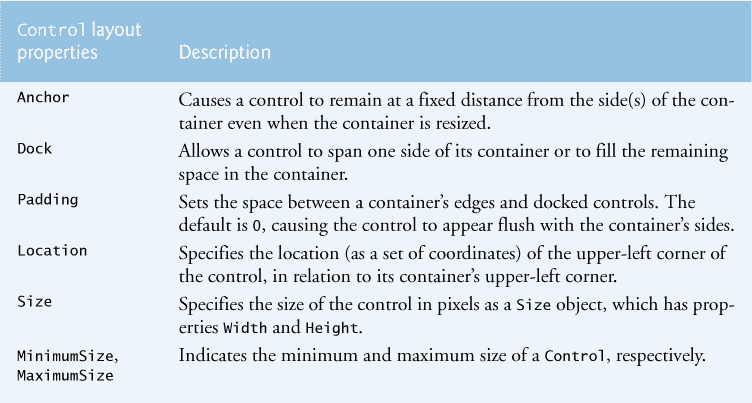 Control layout
properties Description
Anchor Causes a control to remain at a fixed distance from the side(s) of the con-
tainer even when the container is resized.
Dock Allows a control to span one side of its container or to fill the remaining
space in the container.
Padding Sets the space between a container's edges and docked controls. The
default is 0, causing the control to appear flush with the container's sides.
Location Specifies the location (as a set of coordinates) of the upper-left corner of
the control, in relation to its container's upper-left corner.
Size Specifies the size of the control in pixels as a Size object, which has prop-
erties Width and Height.
MinimumSize, Indicates the minimum and maximum size of a Control, respectively.
MaximumSize